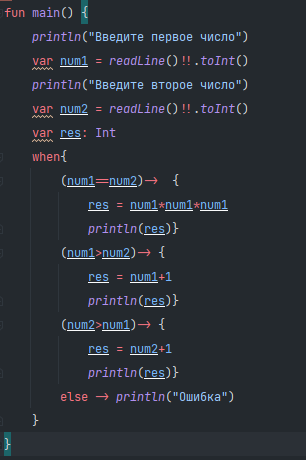 fun main() {
println("Введите первое число")
var num1 = readLine()!!.toInt()
println("Введите второе число")
var num2 = readLine()!!.toInt()
var res: Int
when{
(num1==num2)->  {
res = num1*num1*num1
println(res)}
(num1>num2)-> {
res = num1+1
println(res)}
(num2>num1)-> {
res = num2+1
println(res)}
else -> println("Ошибка")
}
}